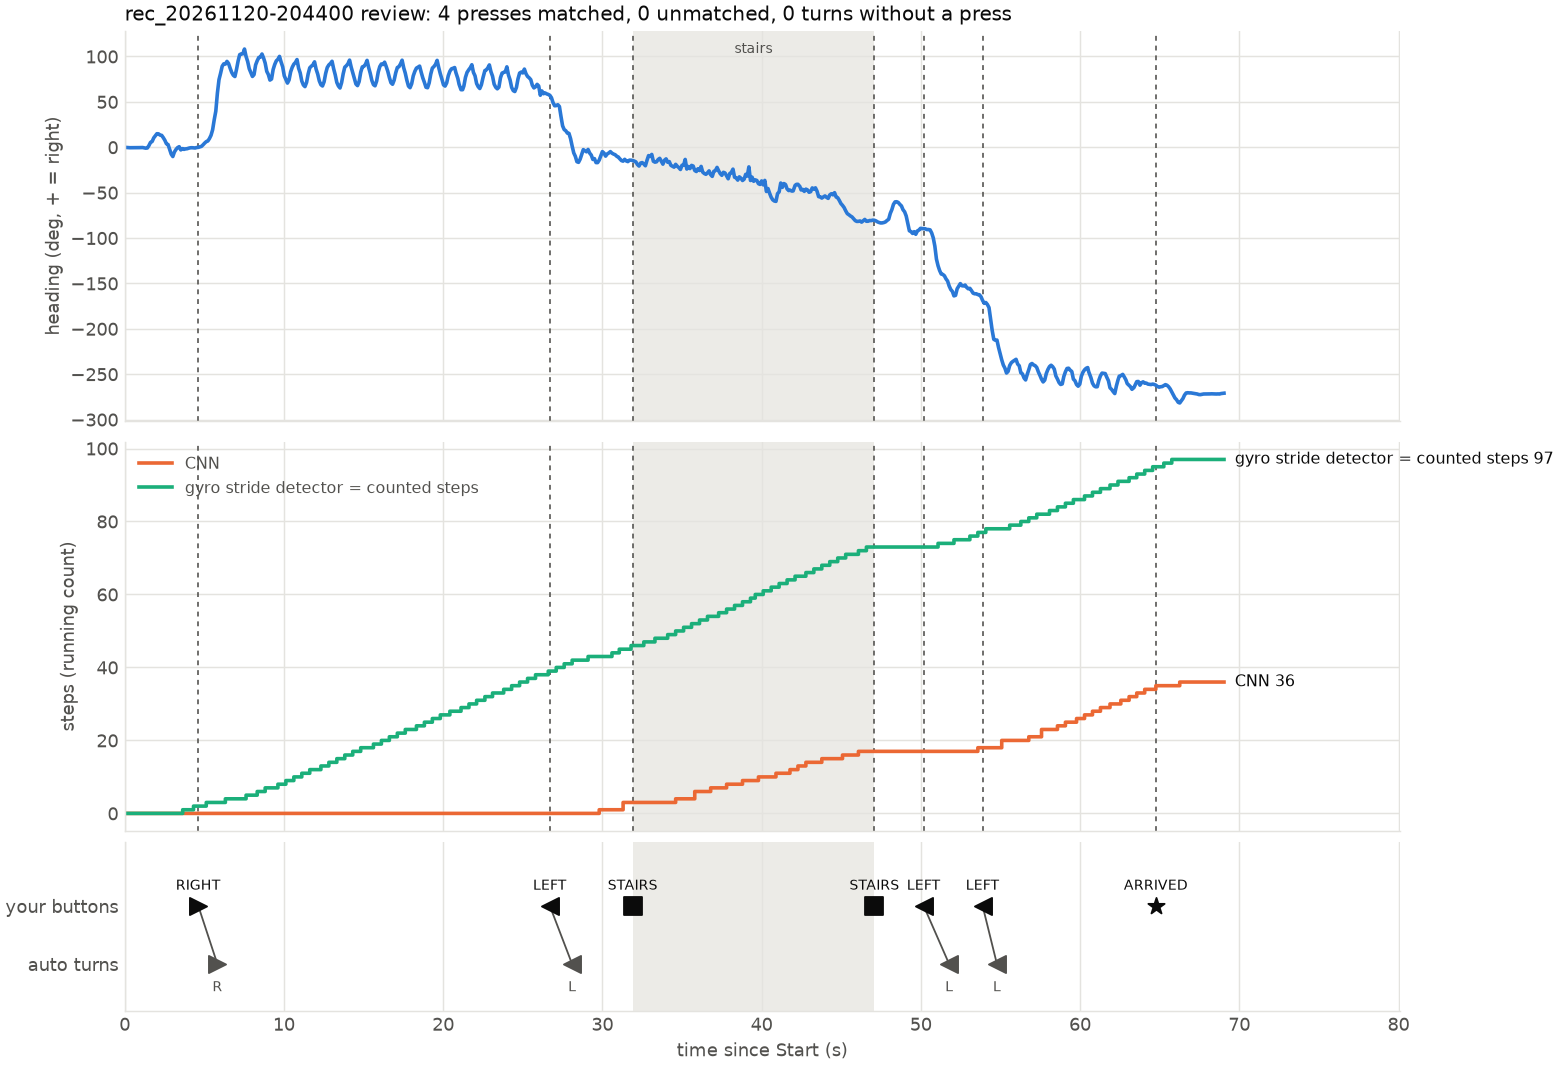 rec_20261120-204400 review: 4 presses matched, 0 unmatched, 0 turns without a press
stairs
heading (deg, + = right)
100
50
0
−50
−100
−150
−200
−250
−300
CNN
gyro stride detector = counted steps
gyro stride detector = counted steps 97
CNN 36
steps (running count)
100
80
60
40
20
0
RIGHT LEFT STAIRS STAIRS LEFT LEFT ARRIVED
your buttons
auto turns
R L L L
0 10 20 30 40 50 60 70 80
time since Start (s)